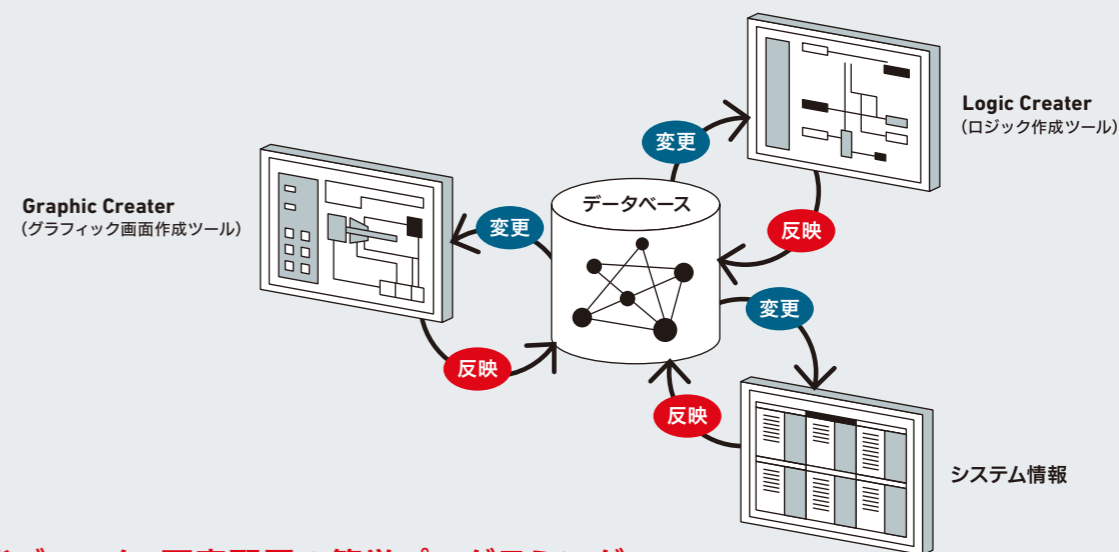 Logic Creater
(ロジック作成ツール)
変更
データベース
Graphic Creater
(グラフィック画面作成ツール)
変更
反映
変更
反映
反映
システム情報